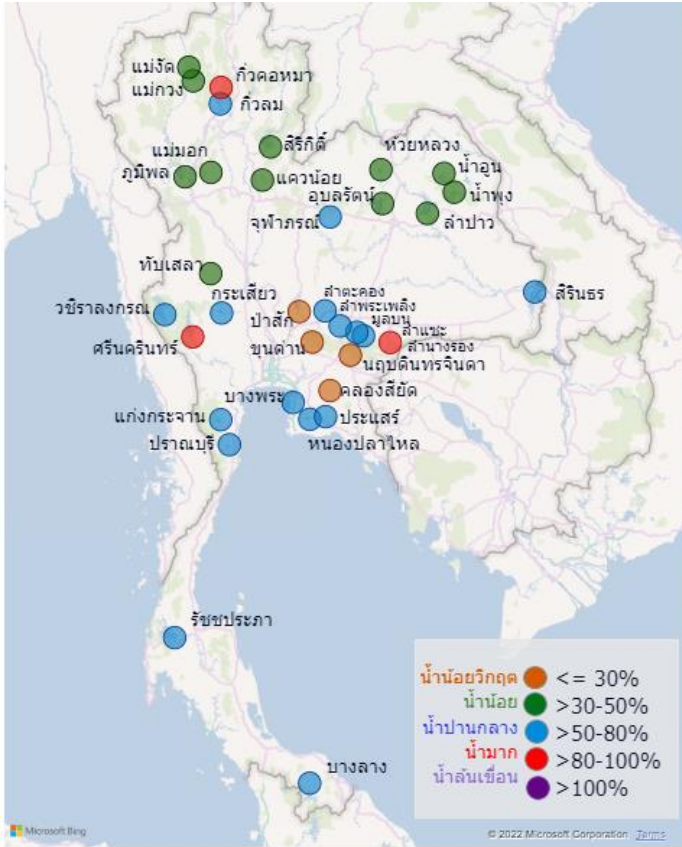 แม่งัด
แม่กวง
กิ่วคอหมา
กิ่วลม
สิริกิติ์
แม่มอก
ภูมิพล
แควน้อย
ห้วยหลวง
น้ำอูน
อุบลรัตน์
น้ำพุง
จุฬาภรณ์
ลำปาว
ทับเสลา
กระเสียว
ลำตะคอง
สิรินธร
วชิราลงกรณ
ป่าสัก
ลำพระเพลิง
มูลบน
ศรีนครินทร์
ขุนด่าน
ลำแชะ
ลำนางรอง
นฤบดินทรจินดา
บางพระ
คลองสียัด
แก่งกระจาน
ประแสร์
ปราณบุรี
หนองปลาไหล
รัชชประภา
บางลาง
น้ำน้อยวิกฤต <= 30%
น้ำน้อย >30-50%
น้ำปานกลาง >50-80%
น้ำมาก >80-100%
น้ำล้นเขื่อน >100%
Microsoft Bing
© 2022 Microsoft Corporation Terms